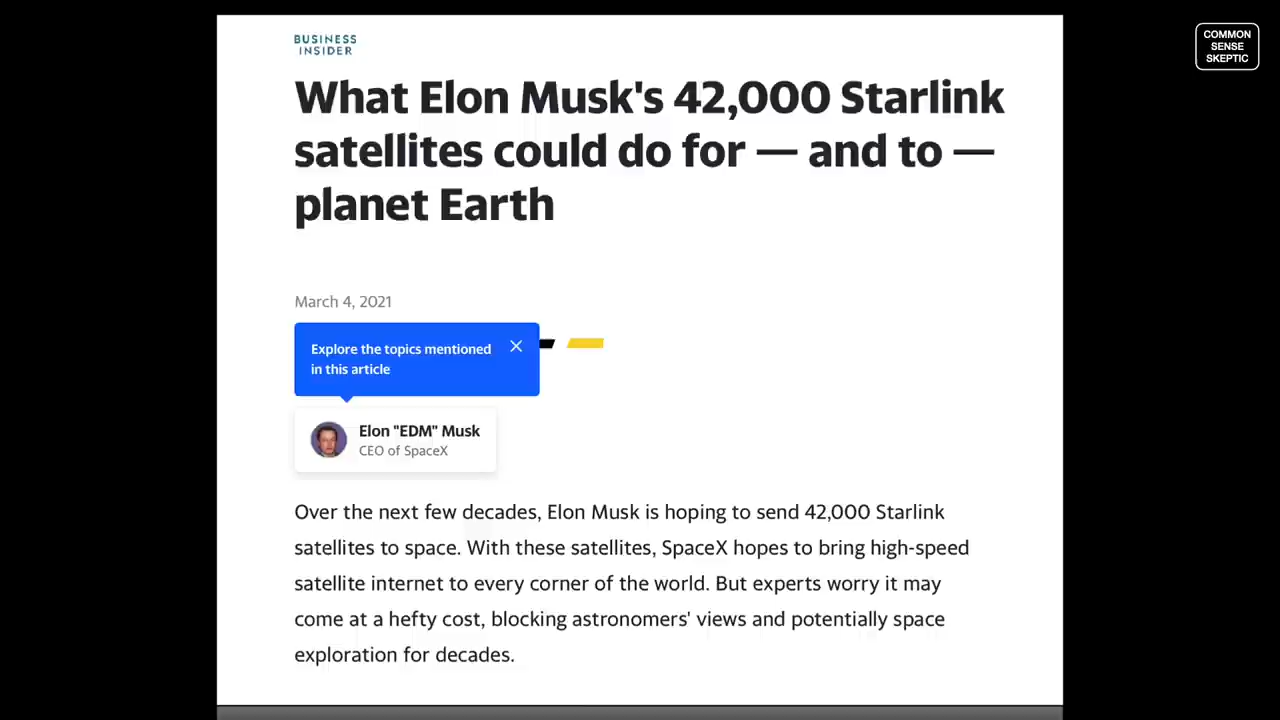 BUSINESS
INSIDER
COMMON
SENSE
SKEPTIC
What Elon Musk's 42,000 Starlink
satellites could do for — and to —
planet Earth
March 4, 2021
Explore the topics mentioned
in this article
Elon "EDM" Musk
CEO of SpaceX
Over the next few decades, Elon Musk is hoping to send 42,000 Starlink
satellites to space. With these satellites, SpaceX hopes to bring high-speed
satellite internet to every corner of the world. But experts worry it may
come at a hefty cost, blocking astronomers' views and potentially space
exploration for decades.